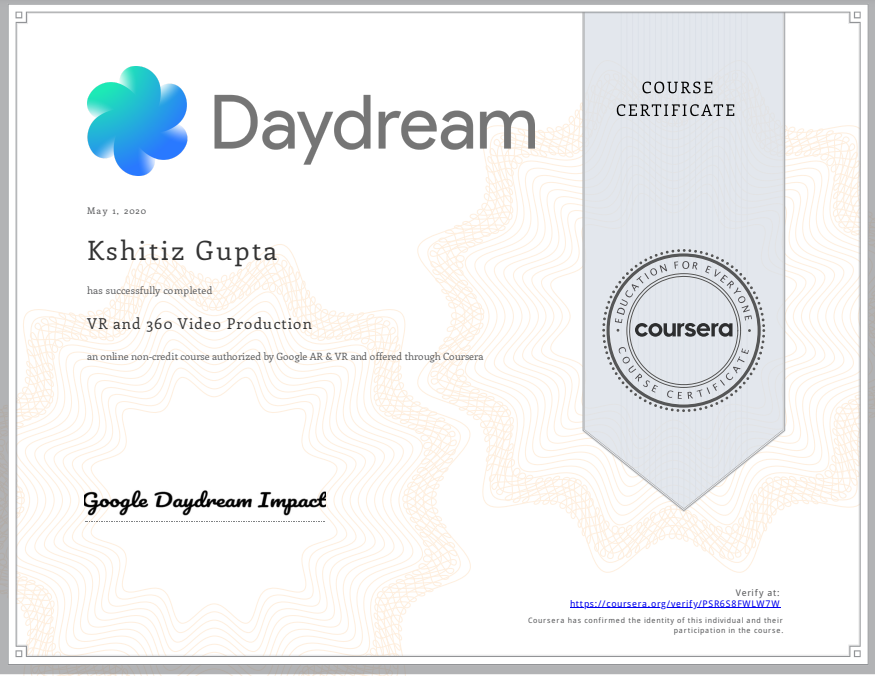 Daydream
COURSE
CERTIFICATE
May 1, 2020
Kshitiz Gupta
has successfully completed
VR and 360 Video Production
an online non-credit course authorized by Google AR & VR and offered through Coursera
EDUCATION FOR EVERYONE
coursera
COURSE CERTIFICATE
Google Daydream Impact
Verify at:
https://coursera.org/verify/PSR6S8FWLW7W
Coursera has confirmed the identity of this individual and their
participation in the course.